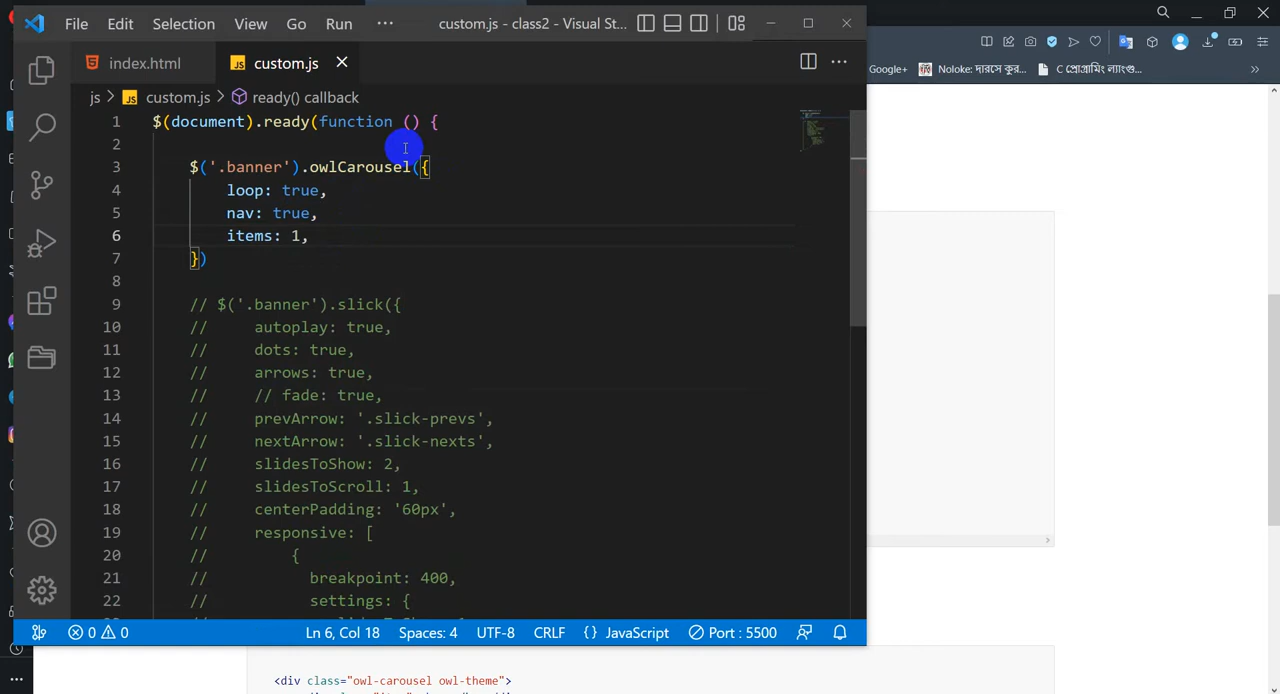 File Edit Selection View Go Run ··· custom.js - class2 - Visual St...
index.html custom.js
js > custom.js > ready() callback
1 $(document).ready(function () {
2
3 $('.banner').owlCarousel({
4 loop: true,
5 nav: true,
6 items: 1,
7 })
8
9 // $('.banner').slick({
10 // autoplay: true,
11 // dots: true,
12 // arrows: true,
13 // // fade: true,
14 // prevArrow: '.slick-prevs',
15 // nextArrow: '.slick-nexts',
16 // slidesToShow: 2,
17 // slidesToScroll: 1,
18 // centerPadding: '60px',
19 // responsive: [
20 // {
21 // breakpoint: 400,
22 // settings: {
0 0 Ln 6, Col 18 Spaces: 4 UTF-8 CRLF {} JavaScript Port : 5500
Google+ Noloke: দারসে কুর... C প্রোগ্রামিং ল্যাংগু...
<div class="owl-carousel owl-theme">